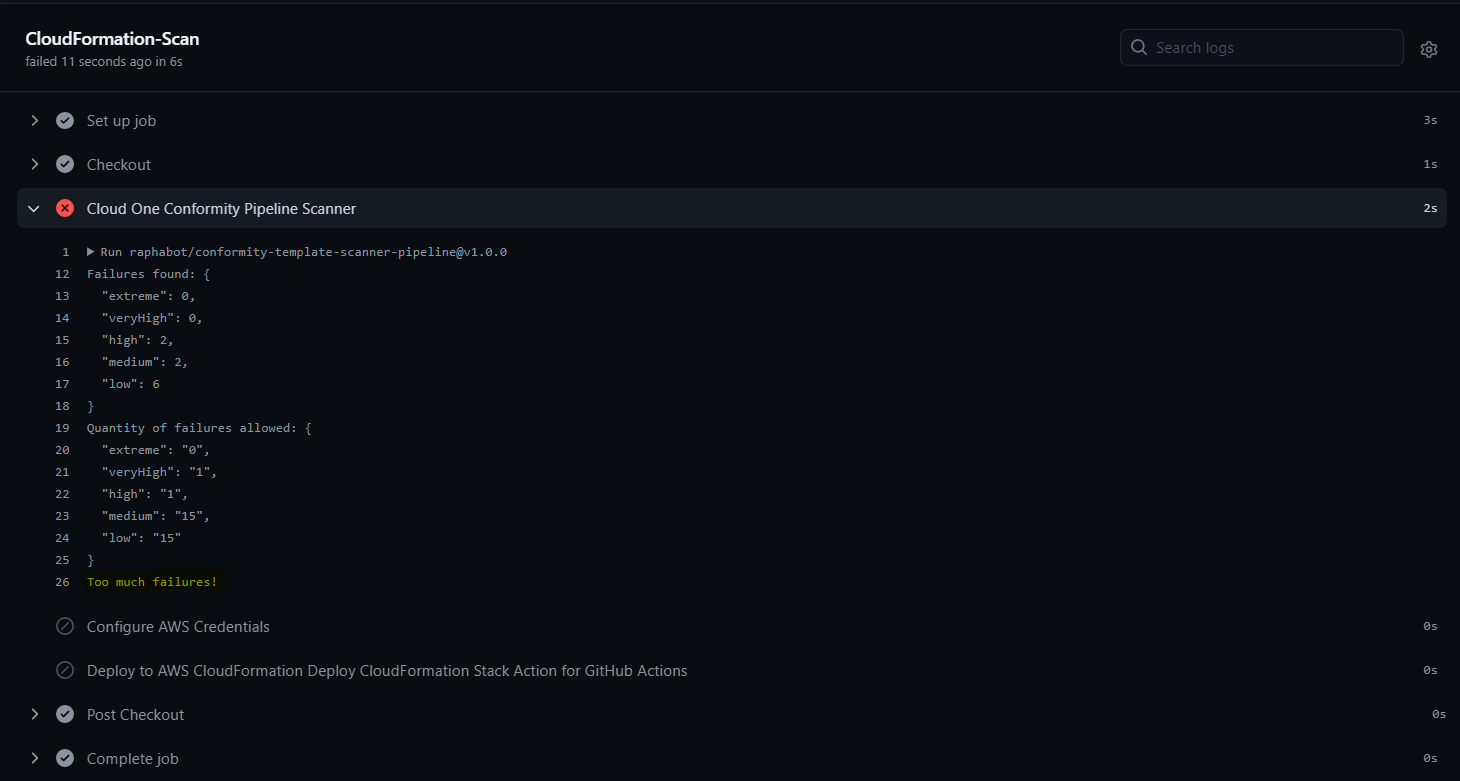 CloudFormation-Scan
failed 11 seconds ago in 6s
Search logs
Set up job 3s
Checkout 1s
Cloud One Conformity Pipeline Scanner 2s
1 Run raphabot/conformity-template-scanner-pipeline@v1.0.0
12 Failures found: {
13 "extreme": 0,
14 "veryHigh": 0,
15 "high": 2,
16 "medium": 2,
17 "low": 6
18 }
19 Quantity of failures allowed: {
20 "extreme": "0",
21 "veryHigh": "1",
22 "high": "1",
23 "medium": "15",
24 "low": "15"
25 }
26 Too much failures!
Configure AWS Credentials 0s
Deploy to AWS CloudFormation Deploy CloudFormation Stack Action for GitHub Actions 0s
Post Checkout 0s
Complete job 0s